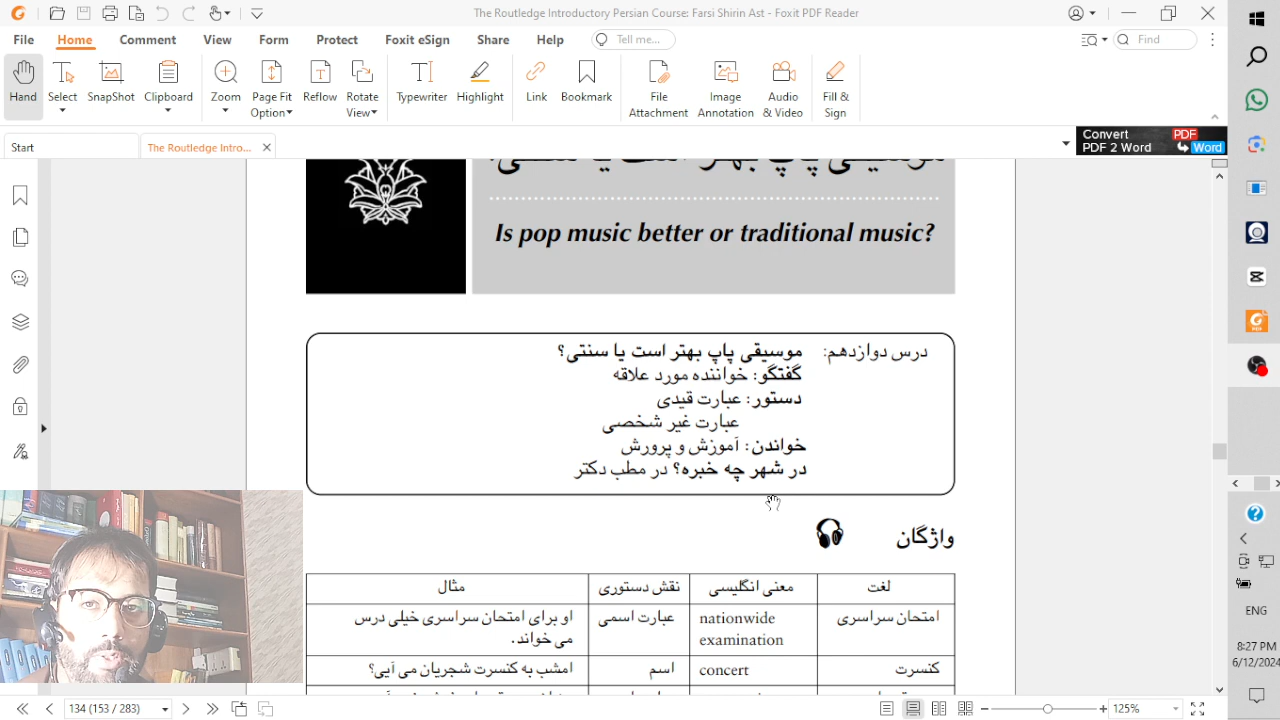 The Routledge Introductory Persian Course: Farsi Shirin Ast - Foxit PDF Reader
File Home Comment View Form Protect Foxit eSign Share Help Tell me... Find
Hand Select SnapShot Clipboard Zoom Page Fit Option Reflow Rotate View Typewriter Highlight Link Bookmark File Attachment Image Annotation Audio & Video Fill & Sign
Start The Routledge Intro...
Convert PDF
PDF 2 Word Word
موسیقی پاپ بهتر است یا سنتی؟
Is pop music better or traditional music?
درس دوازدهم: موسیقی پاپ بهتر است یا سنتی؟
گفتگو: خواننده مورد علاقه
دستور: عبارت قیدی
عبارت غیر شخصی
خواندن: آموزش و پرورش
در شهر چه خبره؟ در مطب دکتر
واژگان
لغت معنی انگلیسی نقش دستوری مثال
امتحان سراسری nationwide examination عبارت اسمی او برای امتحان سراسری خیلی درس می خواند.
کنسرت concert اسم امشب به کنسرت شجریان می آیی؟
134 (153 / 283) 125%
ENG
8:27 PM
6/12/2024